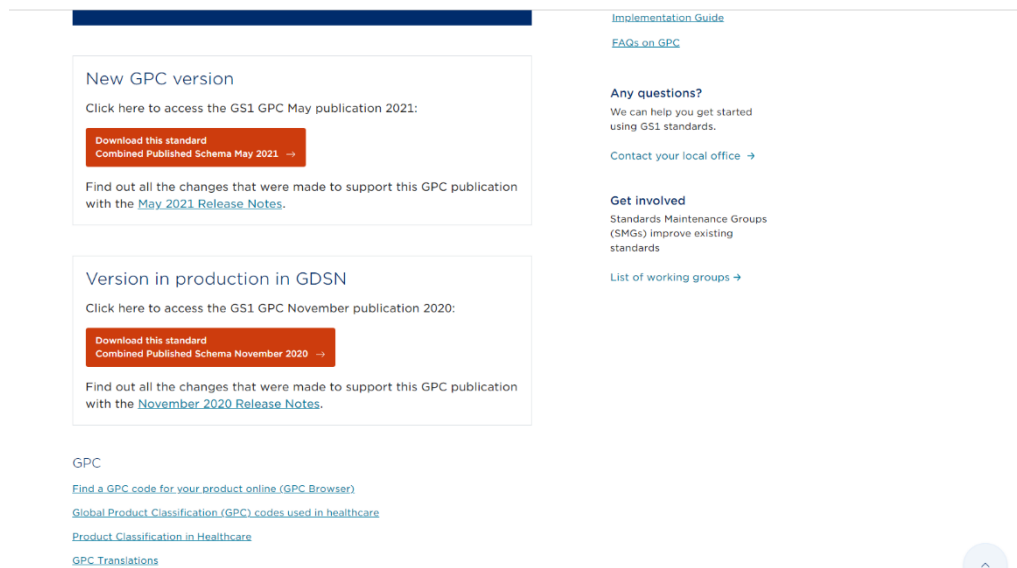 New GPC version
Click here to access the GS1 GPC May publication 2021:
Download this standard
Combined Published Schema May 2021 →
Find out all the changes that were made to support this GPC publication
with the May 2021 Release Notes.
Version in production in GDSN
Click here to access the GS1 GPC November publication 2020:
Download this standard
Combined Published Schema November 2020 →
Find out all the changes that were made to support this GPC publication
with the November 2020 Release Notes.
GPC
Find a GPC code for your product online (GPC Browser)
Global Product Classification (GPC) codes used in healthcare
Product Classification in Healthcare
GPC Translations
Implementation Guide
FAQs on GPC
Any questions?
We can help you get started
using GS1 standards.
Contact your local office →
Get involved
Standards Maintenance Groups
(SMGs) improve existing
standards
List of working groups →